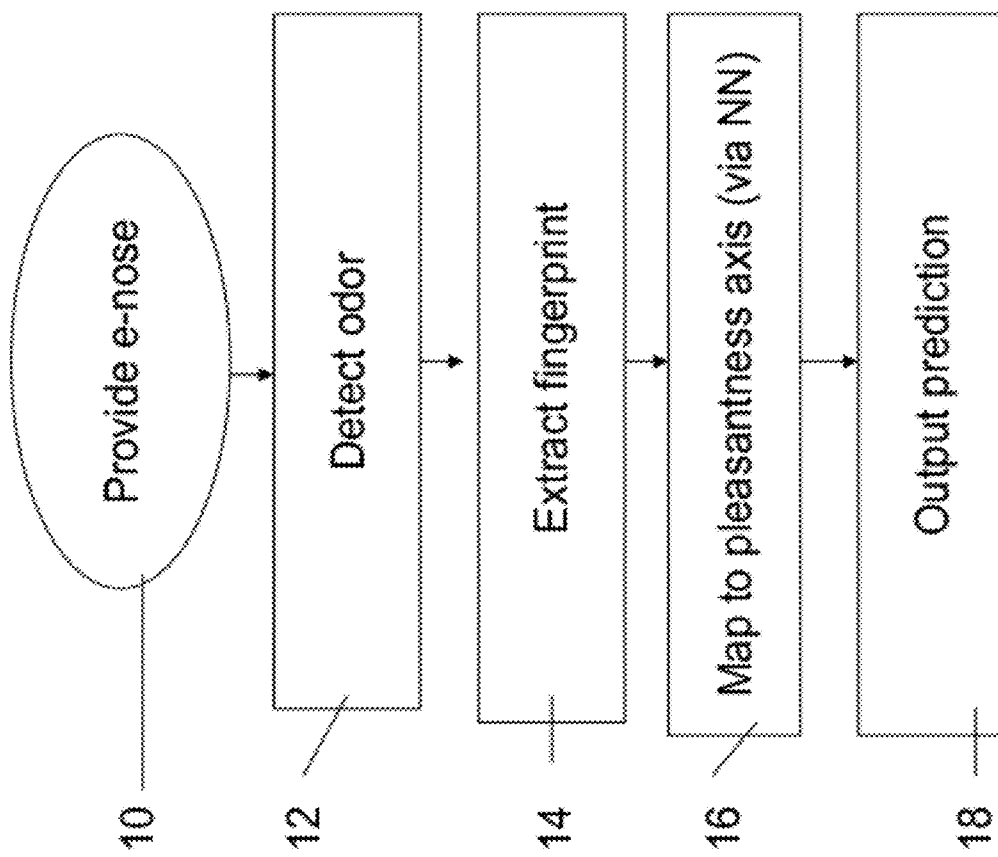 Provide e-nose
10
Detect odor
12
Extract fingerprint
14
Map to pleasantness axis (via NN)
16
Output prediction
18